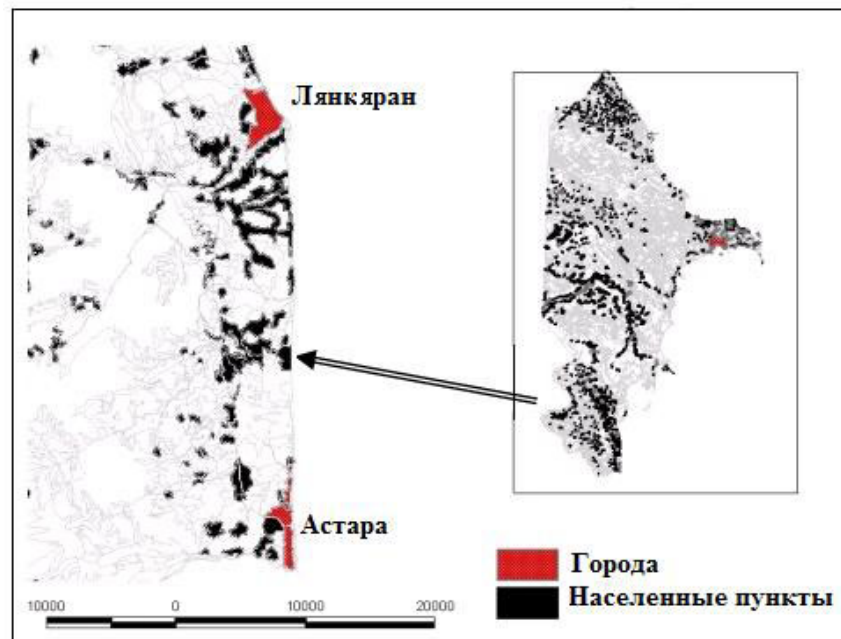 Лянкяран
Астара
Города
Населенные пункты
10000 0 10000 20000